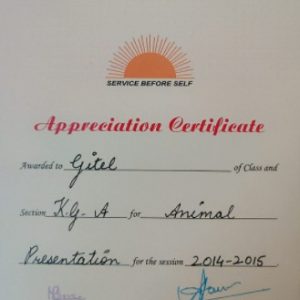 SERVICE BEFORE SELF
Appreciation Certificate
Awarded to Gitel of Class and
Section K.G-A for Animal
Presentation for the session 2014-2015.